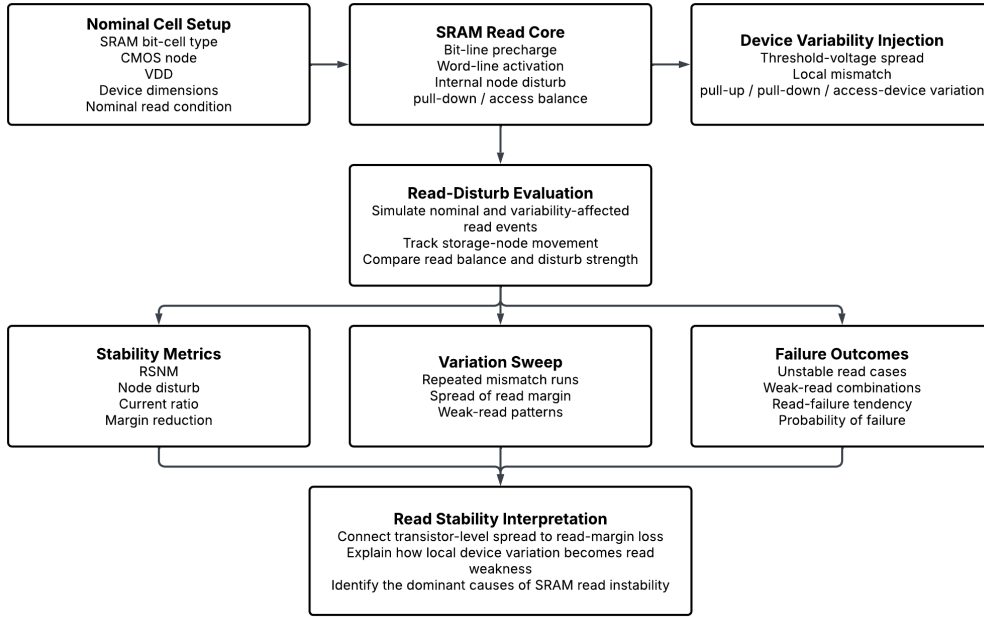 Nominal Cell Setup
SRAM bit-cell type
CMOS node
VDD
Device dimensions
Nominal read condition
SRAM Read Core
Bit-line precharge
Word-line activation
Internal node disturb
pull-down / access balance
Device Variability Injection
Threshold-voltage spread
Local mismatch
pull-up / pull-down / access-device variation
Read-Disturb Evaluation
Simulate nominal and variability-affected
read events
Track storage-node movement
Compare read balance and disturb strength
Stability Metrics
RSNM
Node disturb
Current ratio
Margin reduction
Variation Sweep
Repeated mismatch runs
Spread of read margin
Weak-read patterns
Failure Outcomes
Unstable read cases
Weak-read combinations
Read-failure tendency
Probability of failure
Read Stability Interpretation
Connect transistor-level spread to read-margin loss
Explain how local device variation becomes read
weakness
Identify the dominant causes of SRAM read instability